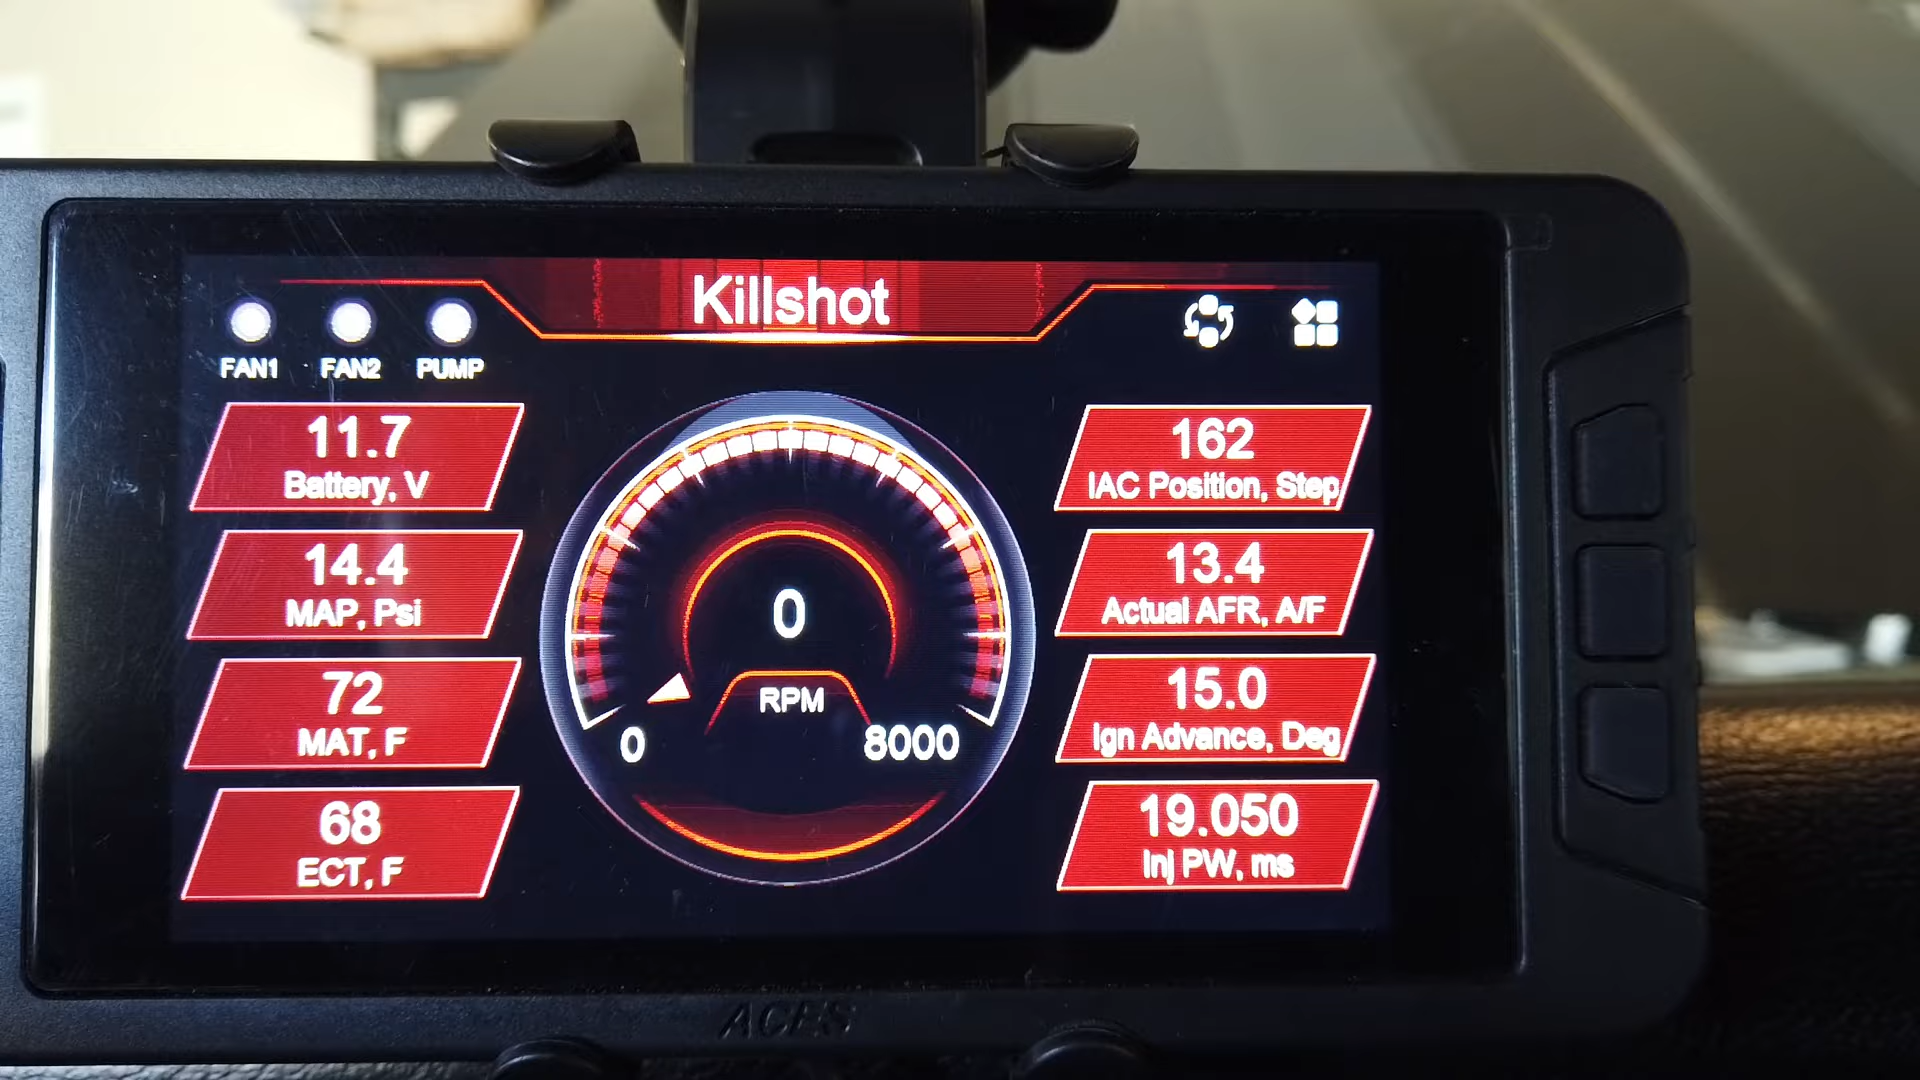 Killshot
FAN1 FAN2 PUMP
11.7
Battery, V
14.4
MAP, Psi
72
MAT, F
68
ECT, F
0
RPM
0 8000
162
IAC Position, Step
13.4
Actual AFR, A/F
15.0
Ign Advance, Deg
19.050
Inj PW, ms
ACES